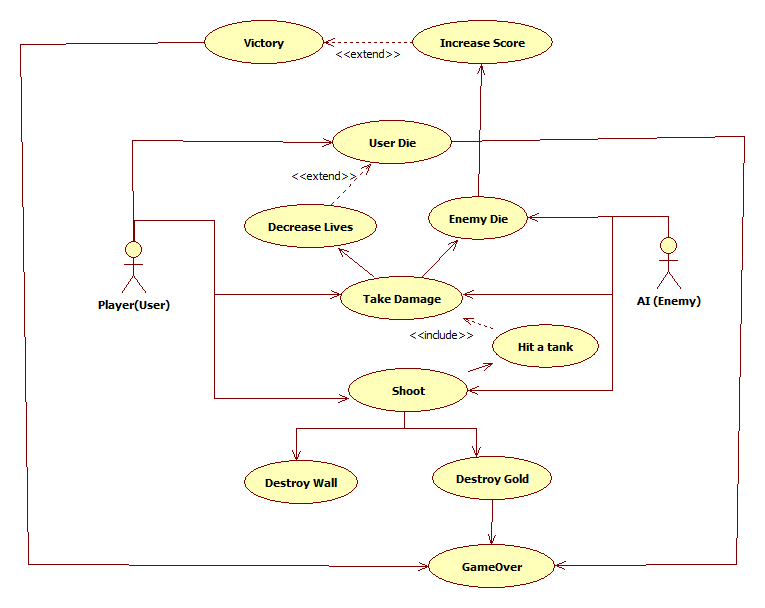 Victory
Increase Score
<<extend>>
User Die
<<extend>>
Decrease Lives
Enemy Die
Player(User)
Take Damage
AI (Enemy)
<<include>>
Hit a tank
Shoot
Destroy Wall
Destroy Gold
GameOver